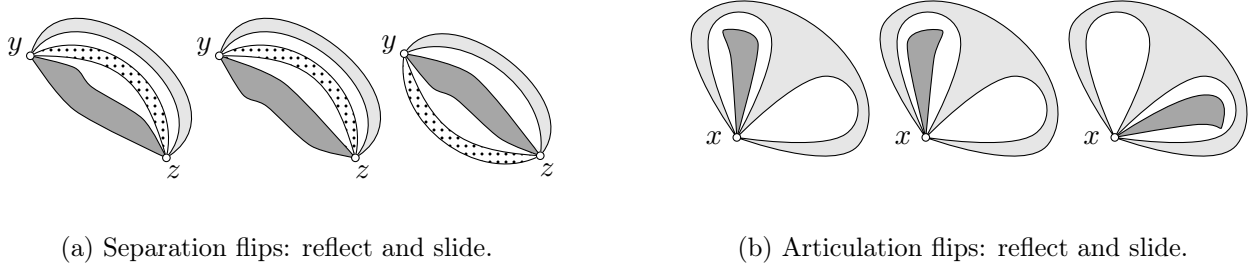 y
z
y
z
y
z
x
x
x
(a) Separation flips: reflect and slide.
(b) Articulation flips: reflect and slide.